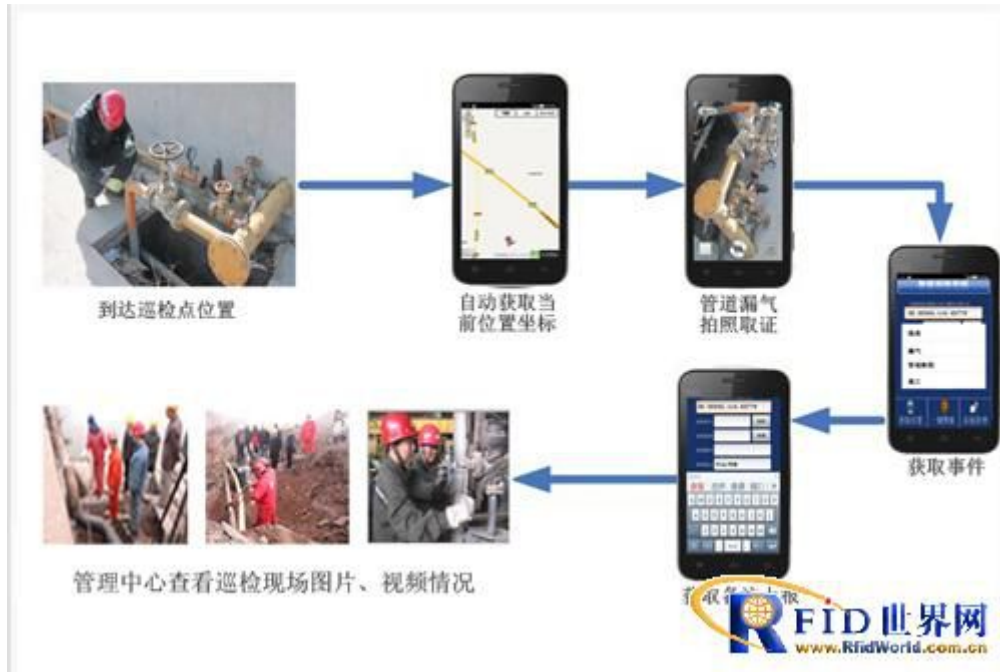 到达巡检点位置
自动获取当
前位置坐标
管道漏气
拍照取证
获取事件
管理中心查看巡检现场图片、视频情况
RFID世界网
www.RfidWorld.com.cn